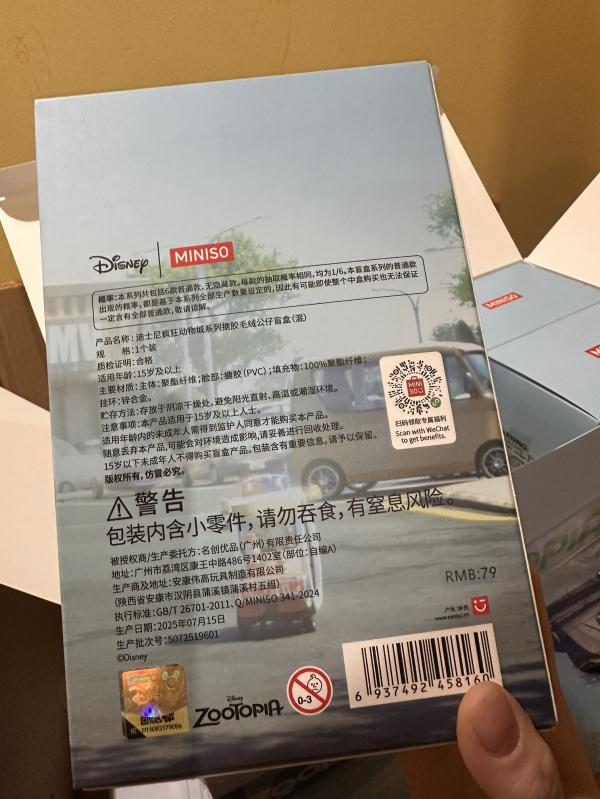 Disney | MINISO
概率：本系列共包括6款普通款，无隐藏款。每款的抽取概率相同，均为1/6。本盲盒系列的普通款
出现的概率，都是基于本系列全部生产数量设定的，因此有可能即使整个中盒购买也无法保证
一定含有全部普通款，敬请谅解。
产品名称：迪士尼疯狂动物城系列搪胶毛绒公仔盲盒（混）
规 格：1个装
质检证明：合格
适用年龄：15岁及以上
主要材质：主体：聚酯纤维；脸部：搪胶（PVC）；填充物：100%聚酯纤维；
挂环：锌合金。
贮存方法：存放于阴凉干燥处，避免阳光直射、高温或潮湿环境。
注意事项：本产品适用于15岁及以上人士。
适用年龄内的未成年人需得到监护人同意才能购买本产品。
随意丢弃本产品，可能会对环境造成影响，请妥善进行回收处理。
15岁以下未成年人不得购买盲盒产品。包装含有重要信息，请予以保留。
版权所有，仿冒必究。
MINISO
扫码领取专属福利
Scan with WeChat
to get benefits.
警告
包装内含小零件，请勿吞食，有窒息风险。
被授权商/生产委托方：名创优品（广州）有限责任公司
地址：广州市荔湾区康王中路486号1402室（部位：自编A）
生产商及地址：安康伟高玩具制造有限公司
（陕西省安康市汉阴县蒲溪镇蒲溪村五组）
执行标准：GB/T 26701-2011、Q/MINISO 341-2024
生产日期：2025年07月15日
生产批次号：5072519601
©Disney
RMB:79
产地：陕西
www.miniso.com
Disney
ZOOTOPIA
0-3
6 937492 458160
MINISO